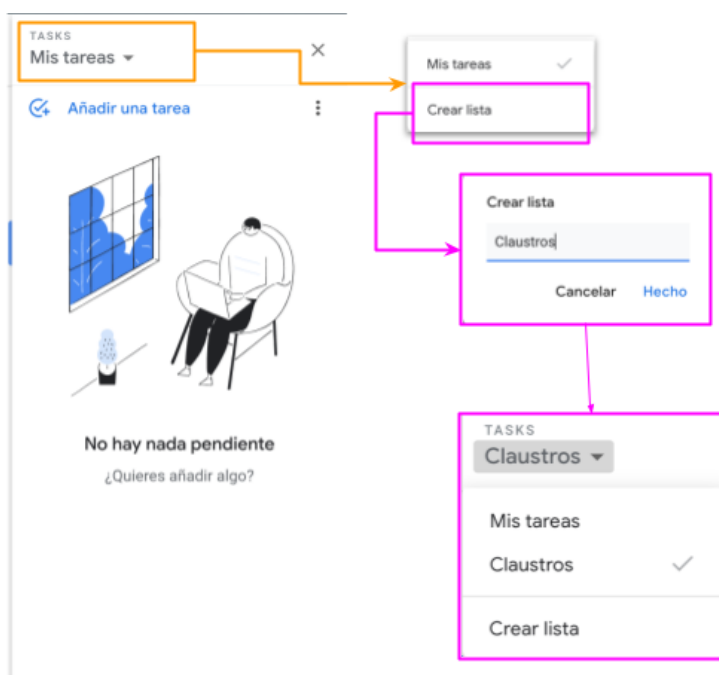 TASKS
Mis tareas
Añadir una tarea
No hay nada pendiente
¿Quieres añadir algo?
Mis tareas
Crear lista
Crear lista
Claustros
Cancelar Hecho
TASKS
Claustros
Mis tareas
Claustros
Crear lista